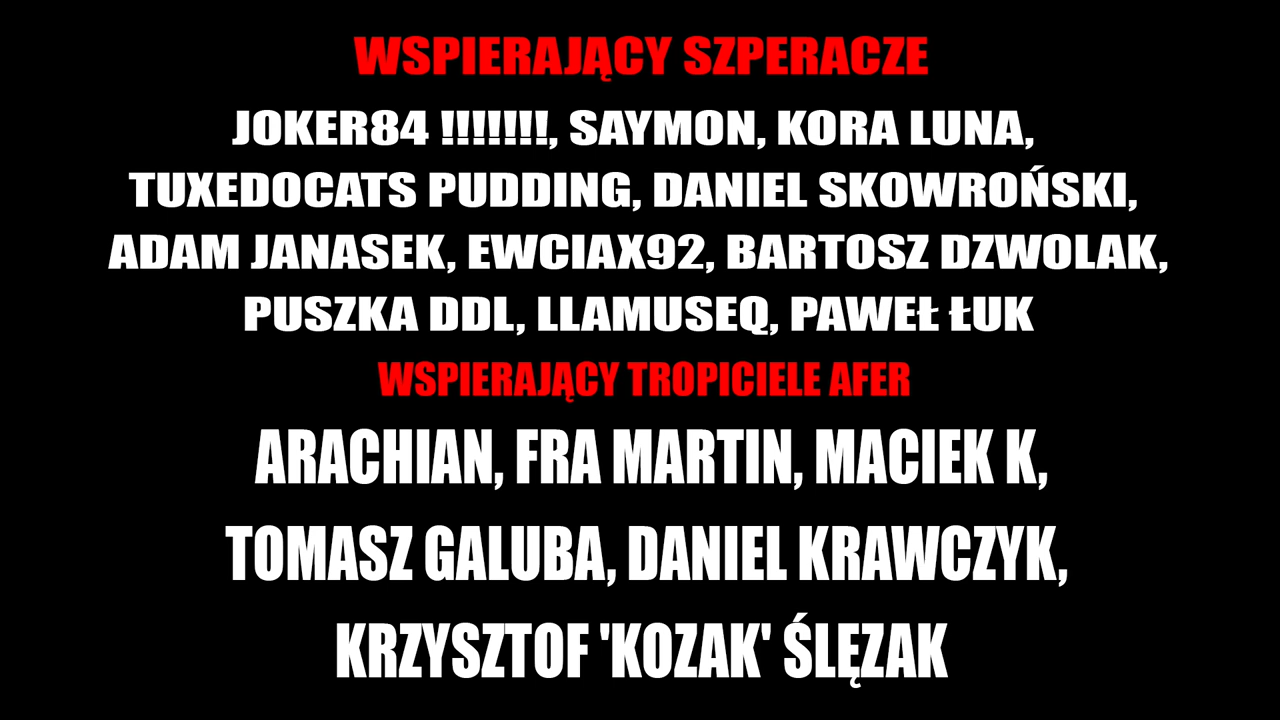 WSPIERAJĄCY SZPERACZE
JOKER84 !!!!!!!, SAYMON, KORA LUNA,
TUXEDOCATS PUDDING, DANIEL SKOWROŃSKI,
ADAM JANASEK, EWCIAX92, BARTOSZ DZWOLAK,
PUSZKA DDL, LLAMUSEQ, PAWEŁ ŁUK
WSPIERAJĄCY TROPICIELE AFER
ARACHIAN, FRA MARTIN, MACIEK K,
TOMASZ GALUBA, DANIEL KRAWCZYK,
KRZYSZTOF 'KOZAK' ŚLĘZAK